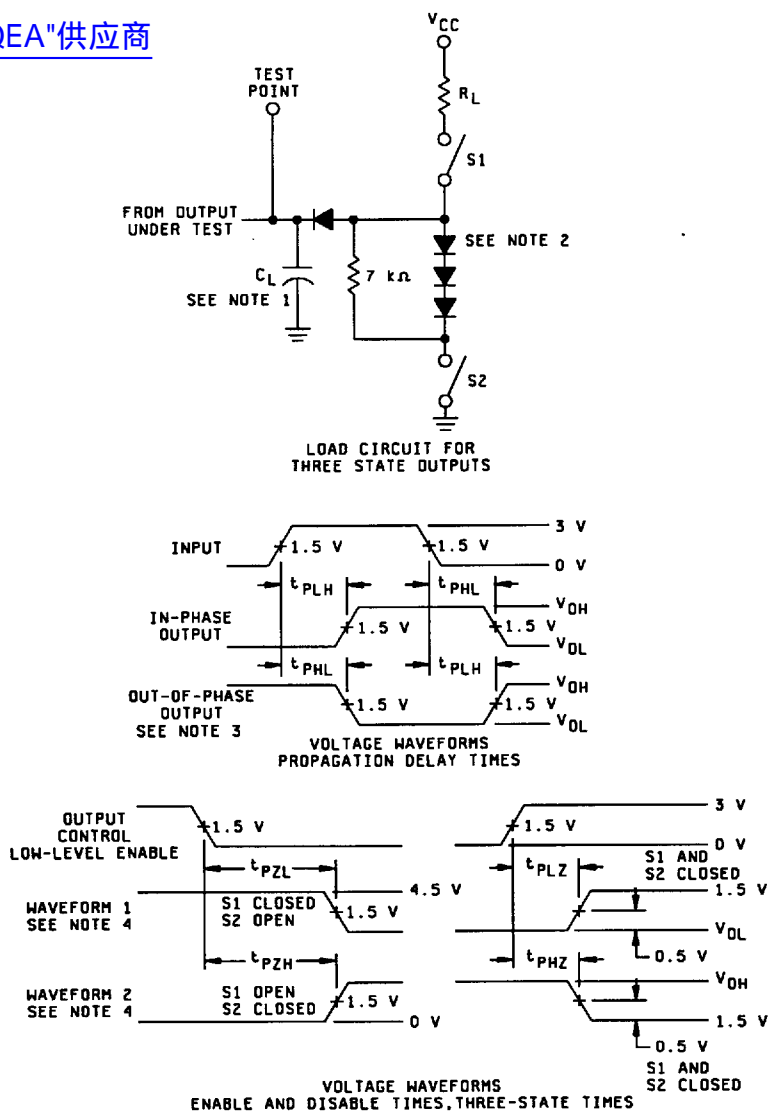 QEA"供应商
VCC
TEST
POINT
RL
S1
FROM OUTPUT
UNDER TEST
SEE NOTE 2
CL
7 kΩ
SEE NOTE 1
S2
LOAD CIRCUIT FOR
THREE STATE OUTPUTS
3 V
INPUT
1.5 V
1.5 V
0 V
tPLH
tPHL
VOH
IN-PHASE
OUTPUT
1.5 V
1.5 V
VOL
tPHL
tPLH
VOH
OUT-OF-PHASE
OUTPUT
SEE NOTE 3
1.5 V
1.5 V
VOL
VOLTAGE WAVEFORMS
PROPAGATION DELAY TIMES
3 V
OUTPUT
CONTROL
LOW-LEVEL ENABLE
1.5 V
1.5 V
0 V
S1 AND
S2 CLOSED
tPZL
tPLZ
4.5 V
1.5 V
WAVEFORM 1
SEE NOTE 4
S1 CLOSED
S2 OPEN
1.5 V
VOL
0.5 V
tPZH
tPHZ
VOH
WAVEFORM 2
SEE NOTE 4
S1 OPEN
S2 CLOSED
1.5 V
0 V
1.5 V
0.5 V
S1 AND
S2 CLOSED
VOLTAGE WAVEFORMS
ENABLE AND DISABLE TIMES,THREE-STATE TIMES